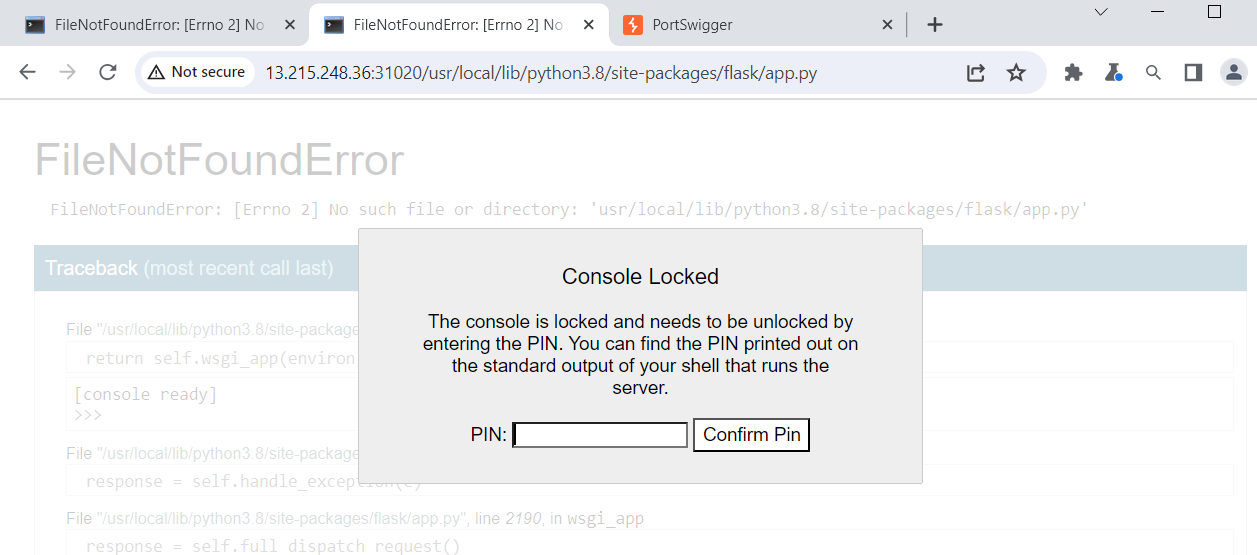 FileNotFoundError: [Errno 2] No
FileNotFoundError: [Errno 2] No
PortSwigger
Not secure
13.215.248.36:31020/usr/local/lib/python3.8/site-packages/flask/app.py
FileNotFoundError
FileNotFoundError: [Errno 2] No such file or directory: 'usr/local/lib/python3.8/site-packages/flask/app.py'
Traceback (most recent call last)
Console Locked
The console is locked and needs to be unlocked by
entering the PIN. You can find the PIN printed out on
the standard output of your shell that runs the
server.
PIN:
Confirm Pin
File "/usr/local/lib/python3.8/site-package
return self.wsgi_app(environ
[console ready]
>>>
File "/usr/local/lib/python3.8/site-package
response = self.handle_exception(e)
File "/usr/local/lib/python3.8/site-packages/flask/app.py", line 2190, in wsgi_app
response = self.full_dispatch_request()